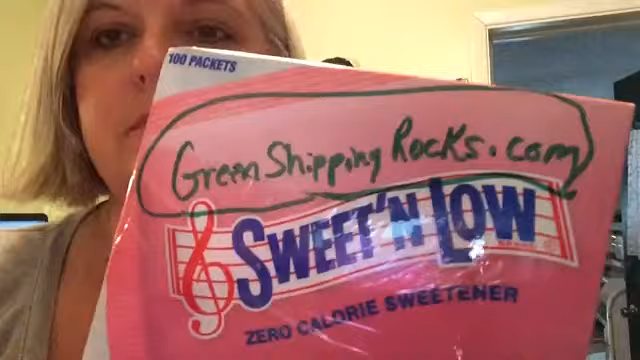 100 PACKETS
GreenShippingRocks.com
SWEET'N LOW
ZERO CALORIE SWEETENER